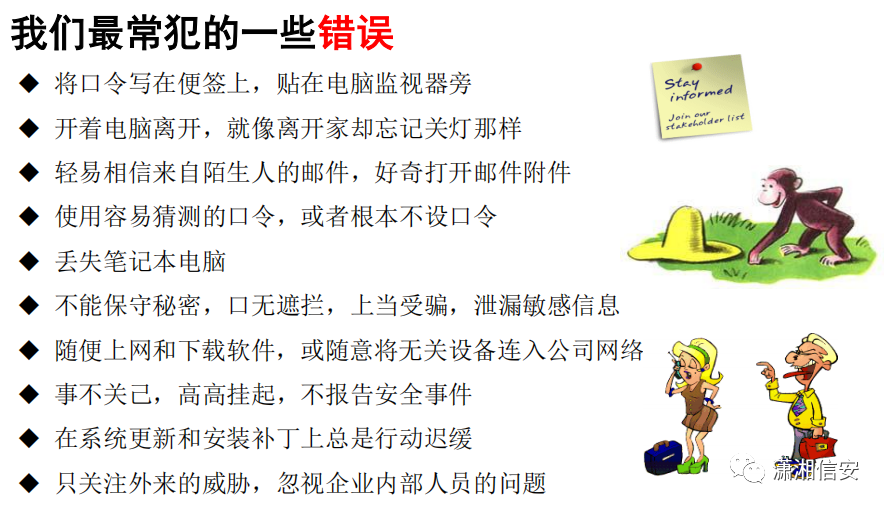 我们最常犯的一些错误
◆ 将口令写在便签上，贴在电脑监视器旁
◆ 开着电脑离开，就像离开家却忘记关灯那样
◆ 轻易相信来自陌生人的邮件，好奇打开邮件附件
◆ 使用容易猜测的口令，或者根本不设口令
◆ 丢失笔记本电脑
◆ 不能保守秘密，口无遮拦，上当受骗，泄漏敏感信息
◆ 随便上网和下载软件，或随意将无关设备连入公司网络
◆ 事不关己，高高挂起，不报告安全事件
◆ 在系统更新和安装补丁上总是行动迟缓
◆ 只关注外来的威胁，忽视企业内部人员的问题
Stay
informed
Join our
stakeholder list
潇湘信安